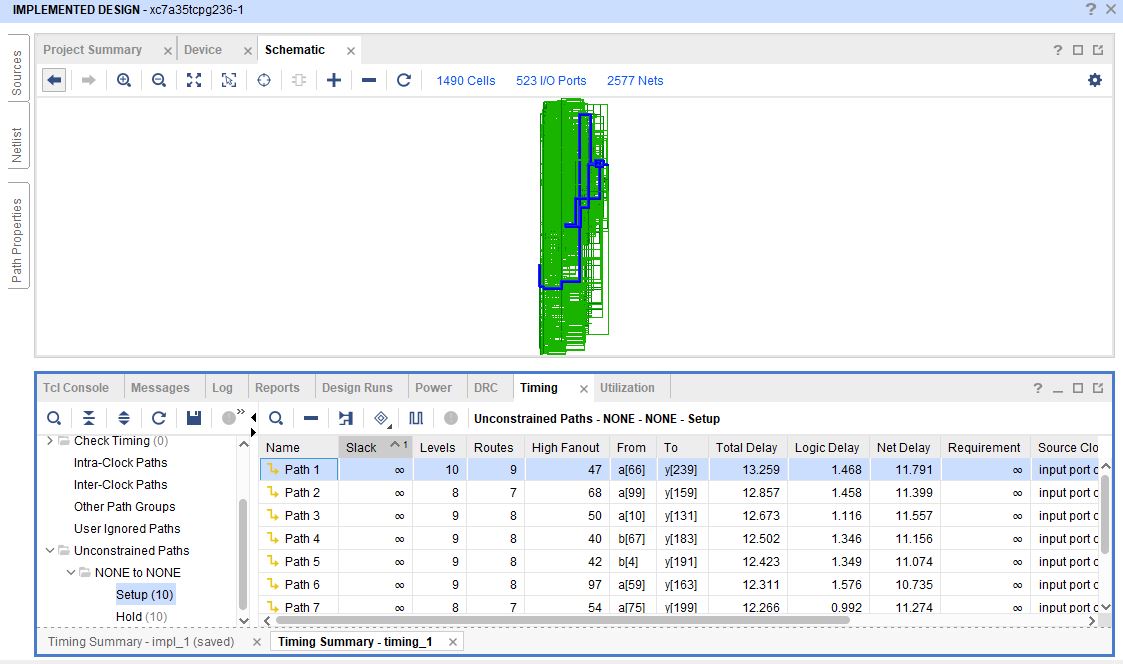 IMPLEMENTED DESIGN - xc7a35tcpg236-1
Sources
Netlist
Path Properties
Project Summary Device Schematic
1490 Cells 523 I/O Ports 2577 Nets
Tcl Console Messages Log Reports Design Runs Power DRC Timing Utilization
Unconstrained Paths - NONE - NONE - Setup
Check Timing (0)
Intra-Clock Paths
Inter-Clock Paths
Other Path Groups
User Ignored Paths
Unconstrained Paths
NONE to NONE
Setup (10)
Hold (10)
Name Slack 1 Levels Routes High Fanout From To Total Delay Logic Delay Net Delay Requirement Source Clo
Path 1 ∞ 10 9 47 a[66] y[239] 13.259 1.468 11.791 ∞ input port c
Path 2 ∞ 8 7 68 a[99] y[159] 12.857 1.458 11.399 ∞ input port c
Path 3 ∞ 9 8 50 a[10] y[131] 12.673 1.116 11.557 ∞ input port c
Path 4 ∞ 9 8 40 b[67] y[183] 12.502 1.346 11.156 ∞ input port c
Path 5 ∞ 9 8 42 b[4] y[191] 12.423 1.349 11.074 ∞ input port c
Path 6 ∞ 9 8 97 a[59] y[163] 12.311 1.576 10.735 ∞ input port c
Path 7 ∞ 8 7 54 a[75] y[199] 12.266 0.992 11.274 ∞ input port c
Timing Summary - impl_1 (saved) Timing Summary - timing_1